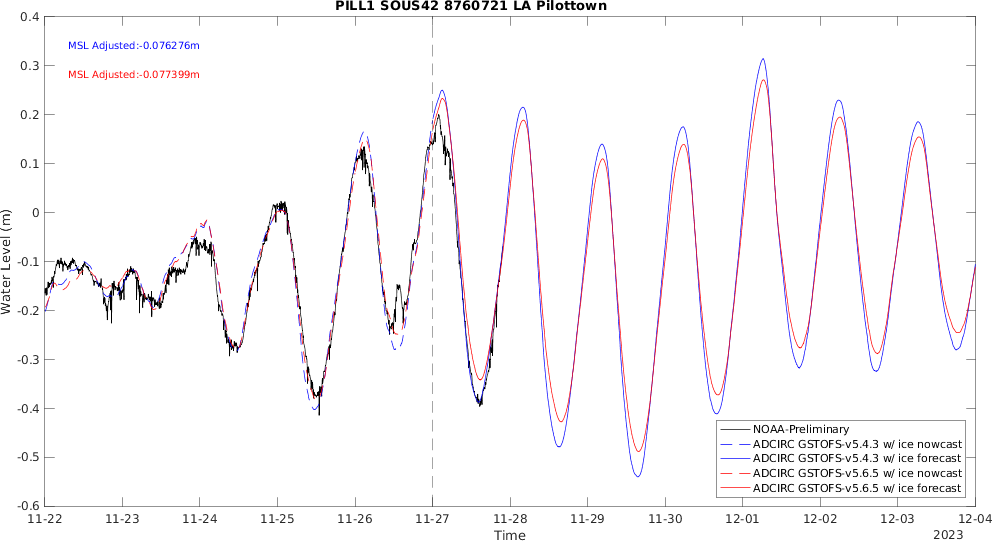 PILL1 SOUS42 8760721 LA Pilottown
MSL Adjusted:-0.076276m
MSL Adjusted:-0.077399m
Water Level (m)
0.4
0.3
0.2
0.1
0
-0.1
-0.2
-0.3
-0.4
-0.5
-0.6
NOAA-Preliminary
ADCIRC GSTOFS-v5.4.3 w/ ice nowcast
ADCIRC GSTOFS-v5.4.3 w/ ice forecast
ADCIRC GSTOFS-v5.6.5 w/ ice nowcast
ADCIRC GSTOFS-v5.6.5 w/ ice forecast
11-22 11-23 11-24 11-25 11-26 11-27 11-28 11-29 11-30 12-01 12-02 12-03 12-04
Time
2023